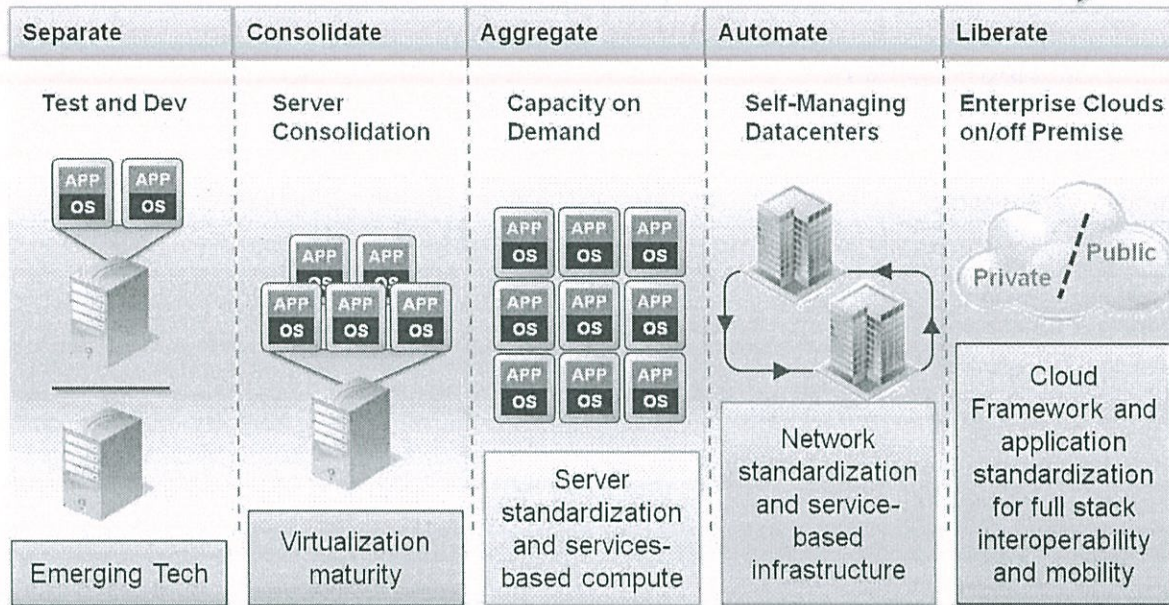 Separate
Consolidate
Aggregate
Automate
Liberate
Test and Dev
APP APP
OS OS
Emerging Tech
Server
Consolidation
APP APP
OS OS
APP APP APP
OS OS OS
Virtualization
maturity
Capacity on
Demand
APP APP APP
OS OS OS
APP APP APP
OS OS OS
APP APP APP
OS OS OS
Server
standardization
and services-
based compute
Self-Managing
Datacenters
Network
standardization
and service-
based
infrastructure
Enterprise Clouds
on/off Premise
Private
Public
Cloud
Framework and
application
standardization
for full stack
interoperability
and mobility